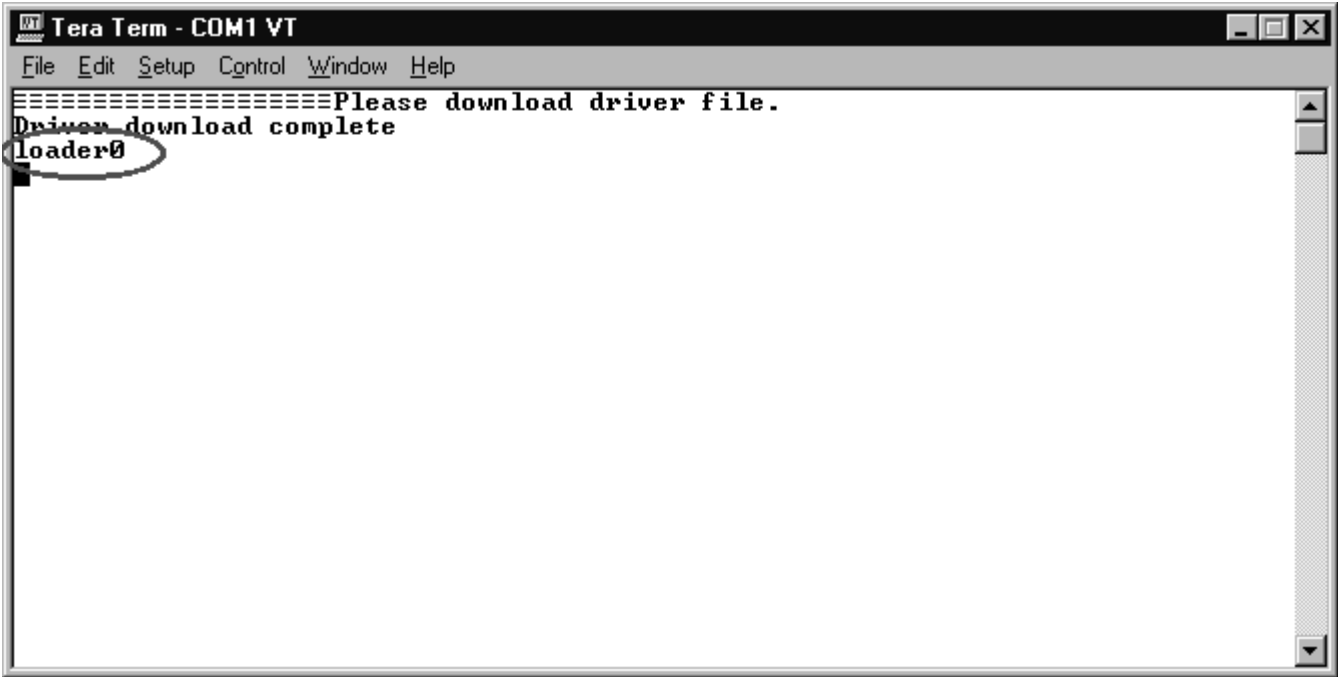 Tera Term - COM1 VT
File Edit Setup Control Window Help
====================Please download driver file.
Driver download complete
loader0